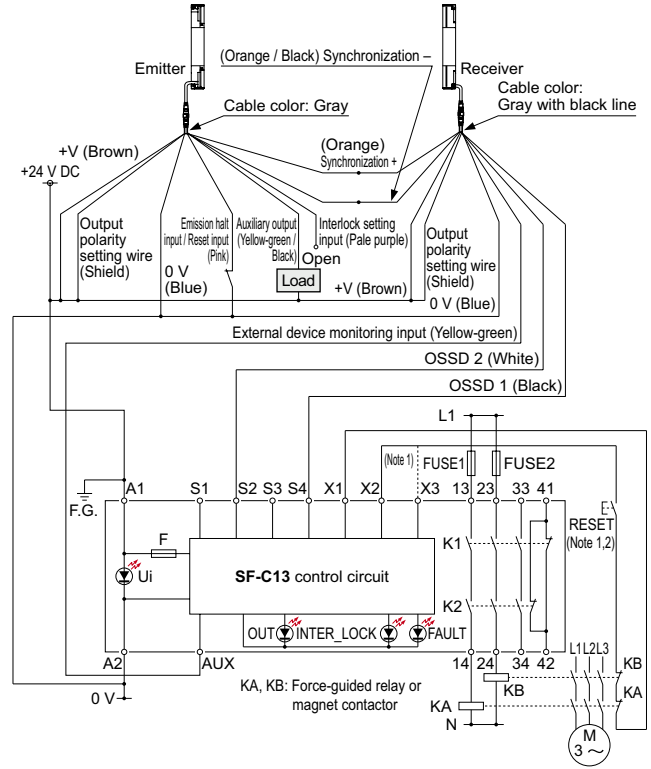 (Orange / Black) Synchronization –
Emitter
Receiver
Cable color: Gray
Cable color:
Gray with black line
+V (Brown)
(Orange)
Synchronization +
+24 V DC
Output
polarity
setting wire
(Shield)
0 V
(Blue)
Emission halt
input / Reset input
(Pink)
Auxiliary output
(Yellow-green /
Black)
Interlock setting
input (Pale purple)
Open
Load
Output
polarity
setting wire
(Shield)
+V (Brown)
0 V (Blue)
External device monitoring input (Yellow-green)
OSSD 2 (White)
OSSD 1 (Black)
L1
(Note 1)
FUSE1
FUSE2
F.G.
A1
S1
S2
S3
S4
X1
X2
X3
13
23
33
41
RESET
(Note 1,2)
F
Ui
SF-C13 control circuit
K1
K2
OUT
INTER_LOCK
FAULT
A2
AUX
14
24
34
42
L1L2L3
0 V
KA, KB: Force-guided relay or
magnet contactor
KB
KA
N
KB
KA
M
3 ~